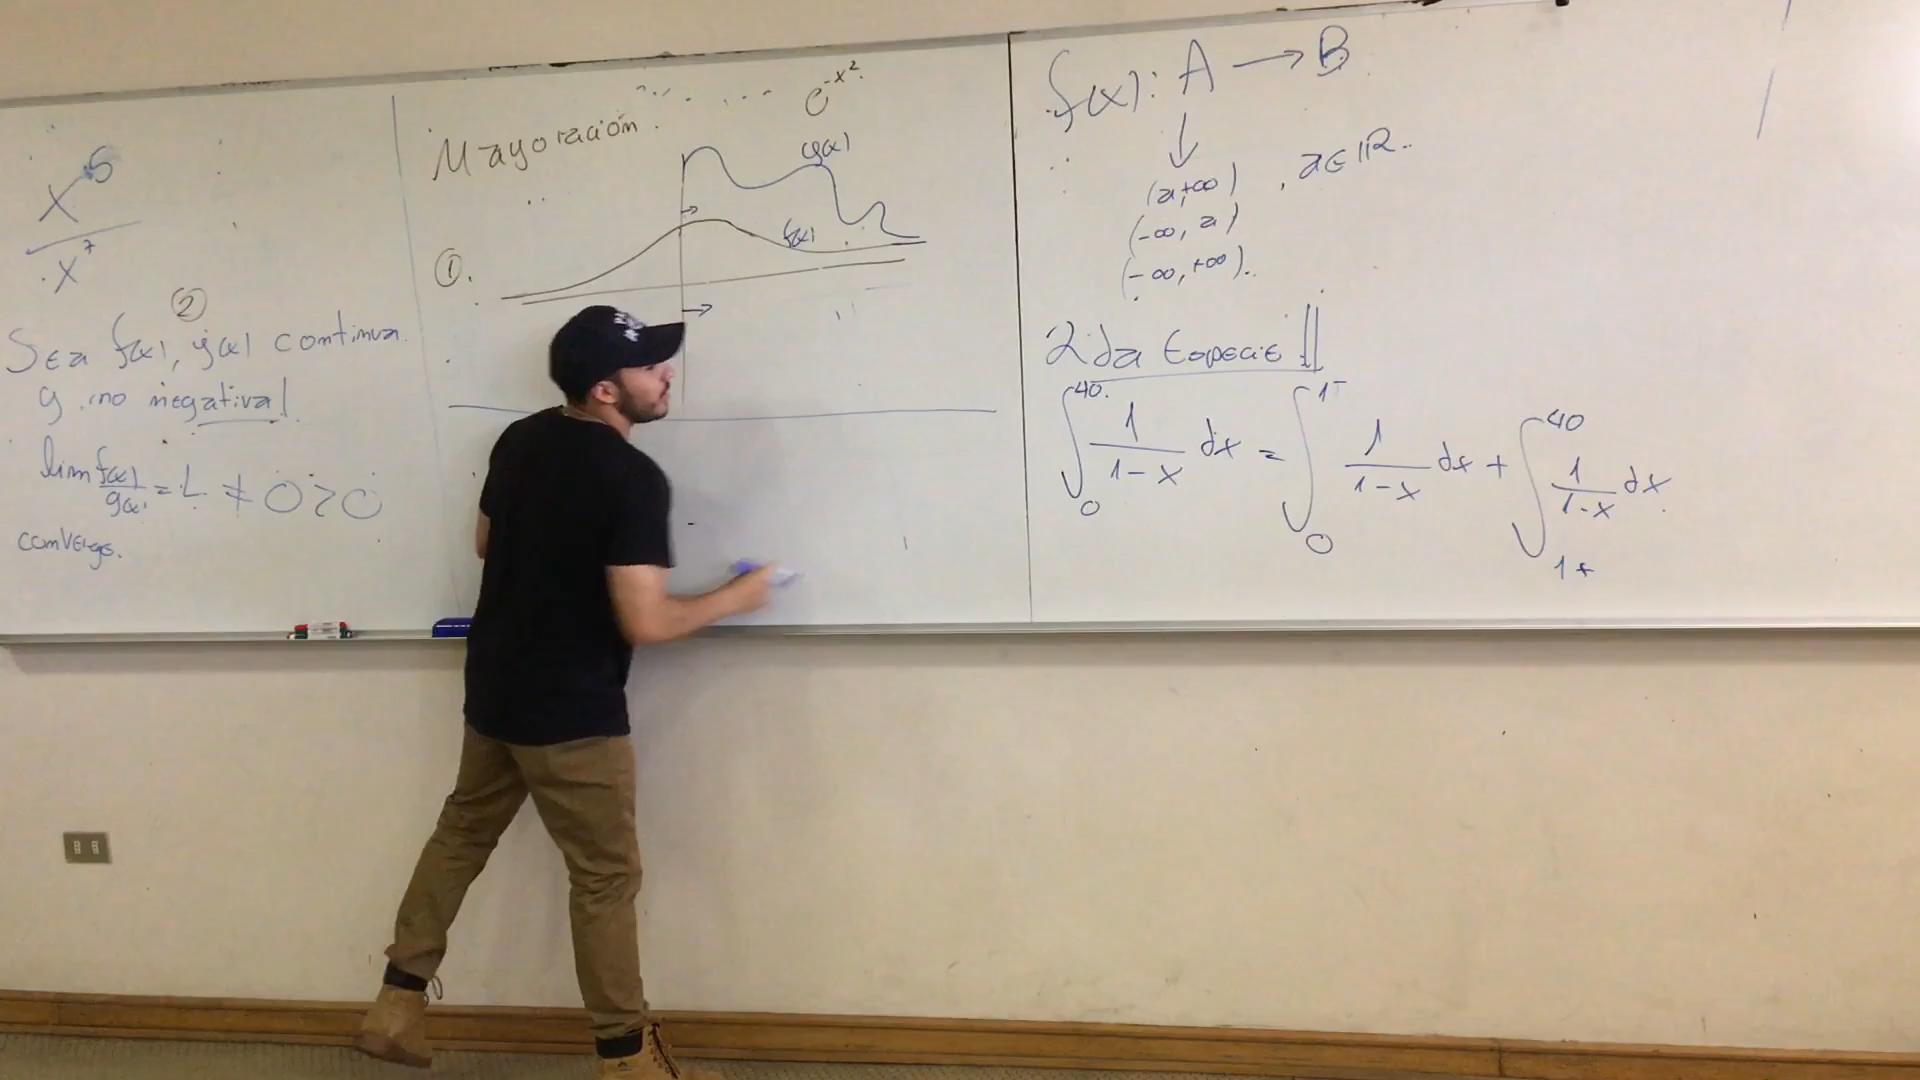 x^5
x^7
②
Sea f(x), g(x) continua
y no negativa!
lim f(x)/g(x) = L ≠ 0 ? 0
converge.
Mayoración.
e^-x².
g(x)
f(x)
①.
f(x): A → B
(a, +∞) , a ∈ ℝ.
(-∞, a)
(-∞, +∞).
2da Especie!!
∫_0^40 1/(1-x) dx = ∫_0^1- 1/(1-x) dx + ∫_1+^40 1/(1-x) dx.